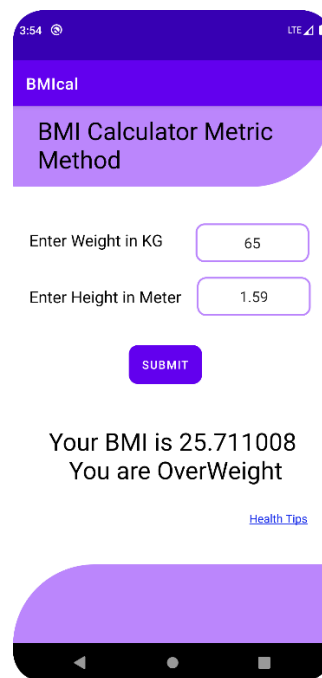 3:54 LTE
BMIcal
BMI Calculator Metric
Method
Enter Weight in KG 65
Enter Height in Meter 1.59
SUBMIT
Your BMI is 25.711008
You are OverWeight
Health Tips